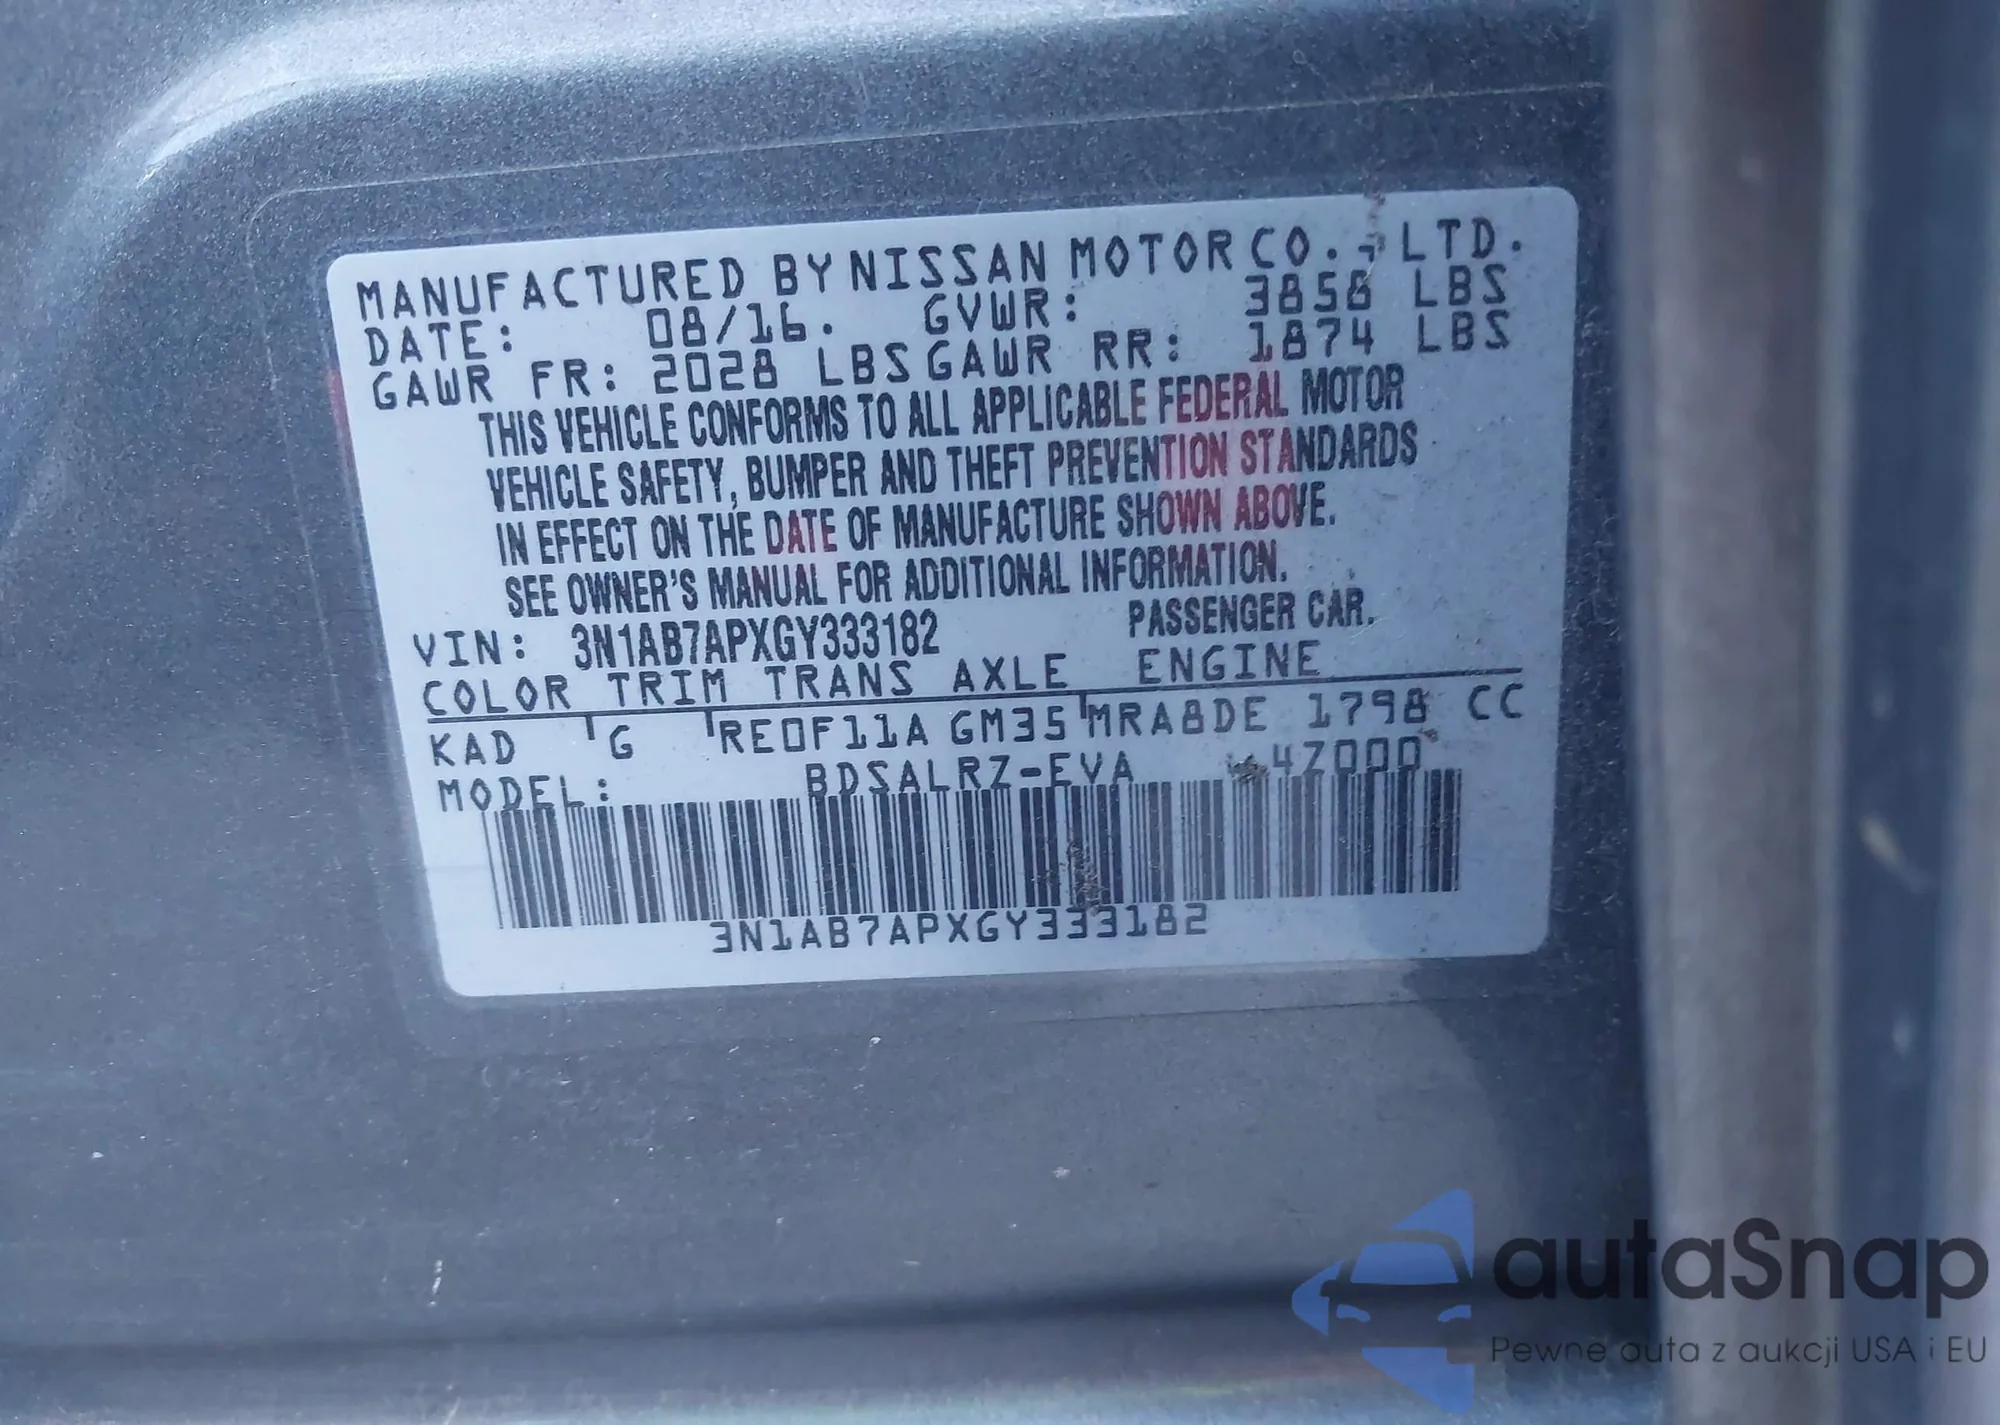 MANUFACTURED BY NISSAN MOTOR CO., LTD.
DATE: 08/16. GVWR: 3856 LBS
GAWR FR: 2028 LBS GAWR RR: 1874 LBS
THIS VEHICLE CONFORMS TO ALL APPLICABLE FEDERAL MOTOR
VEHICLE SAFETY, BUMPER AND THEFT PREVENTION STANDARDS
IN EFFECT ON THE DATE OF MANUFACTURE SHOWN ABOVE.
SEE OWNER'S MANUAL FOR ADDITIONAL INFORMATION.
VIN: 3N1AB7APXGY333182 PASSENGER CAR.
COLOR TRIM TRANS AXLE ENGINE
KAD G RE0F11A GM35 MRA8DE 1798 CC
MODEL: BDSALRZ-EVA
3N1AB7APXGY333182
autaSnap
Pewne auta z aukcji USA i EU